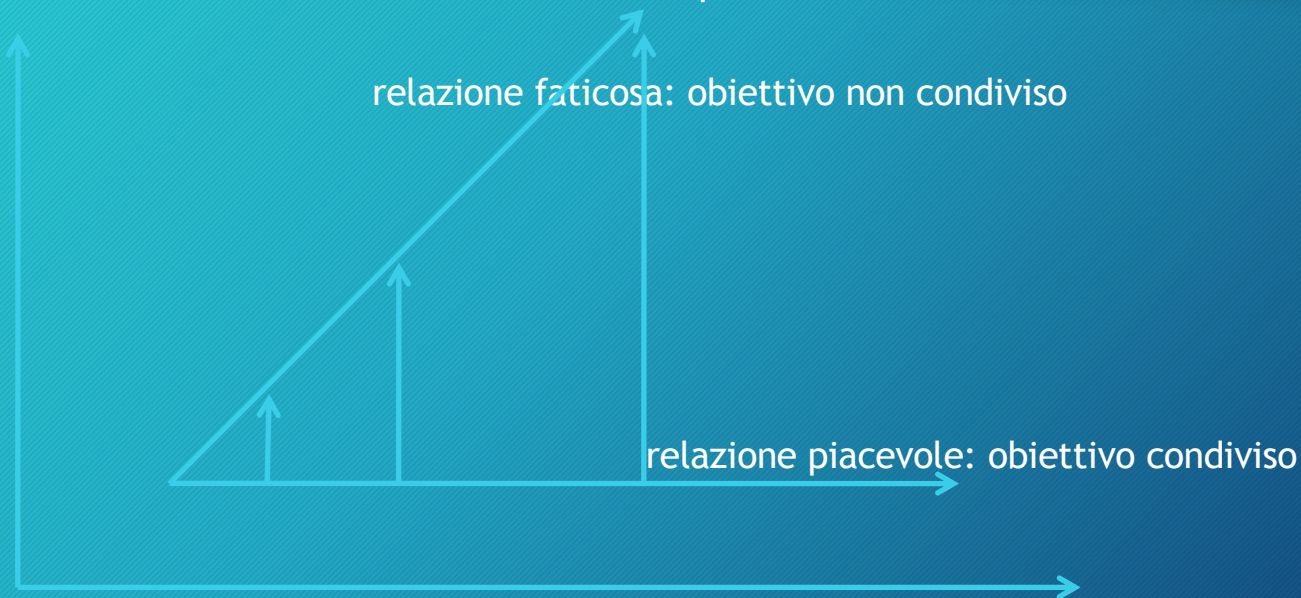 relazione faticosa: obiettivo non condiviso
relazione piacevole: obiettivo condiviso